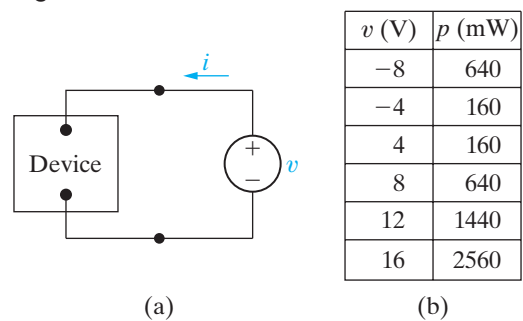 i
Device
+
−
v
(a)
v (V) p (mW)
−8 640
−4 160
4 160
8 640
12 1440
16 2560
(b)